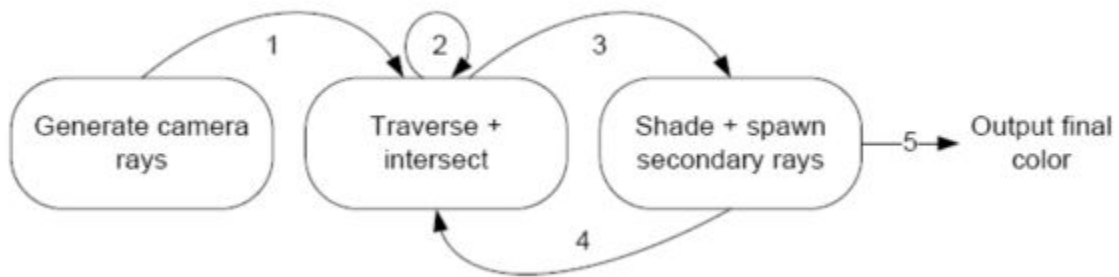 1
2
3
Generate camera
rays
Traverse +
intersect
Shade + spawn
secondary rays
5
Output final
color
4